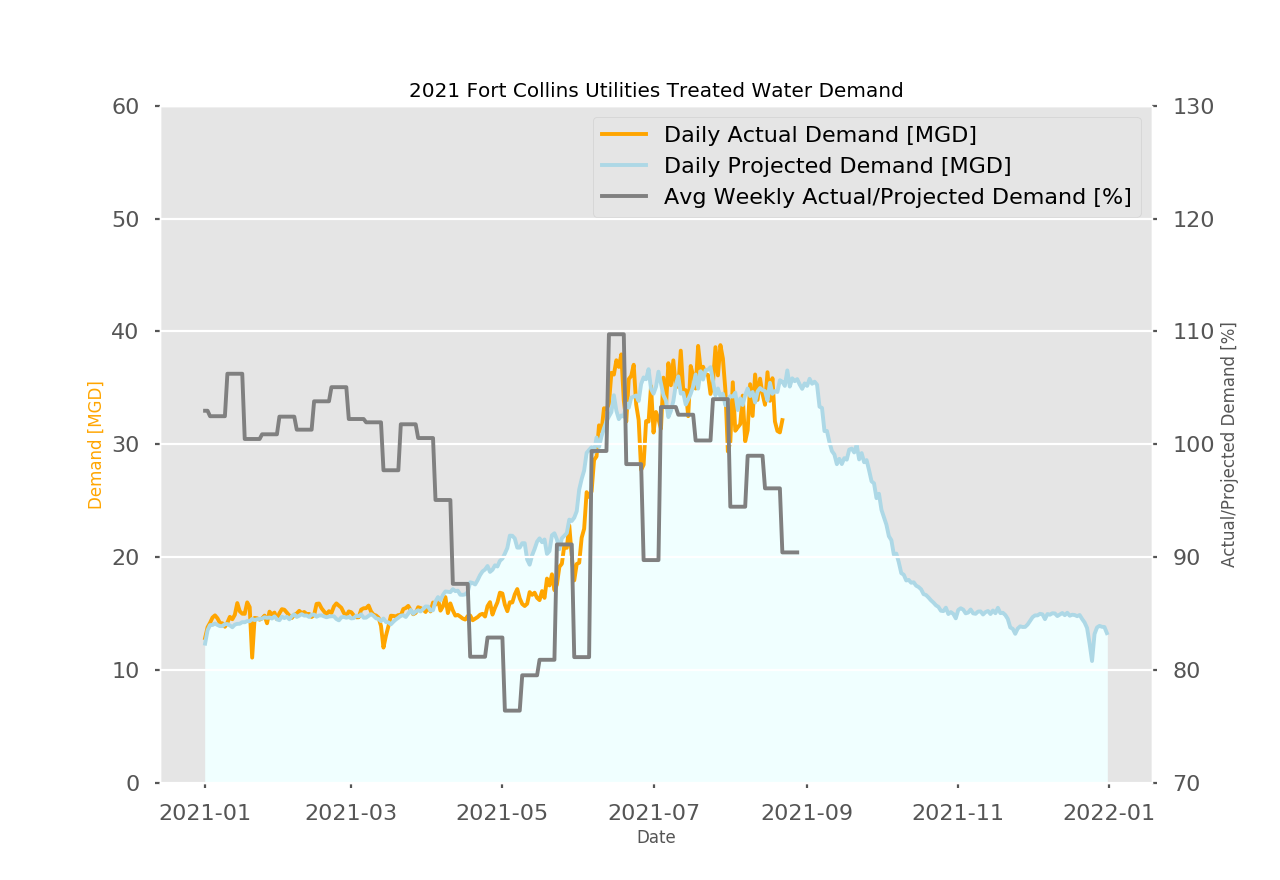 2021 Fort Collins Utilities Treated Water Demand
Daily Actual Demand [MGD]
Daily Projected Demand [MGD]
Avg Weekly Actual/Projected Demand [%]
60
50
40
30
20
10
0
Demand [MGD]
130
120
110
100
90
80
70
Actual/Projected Demand [%]
2021-01 2021-03 2021-05 2021-07 2021-09 2021-11 2022-01
Date